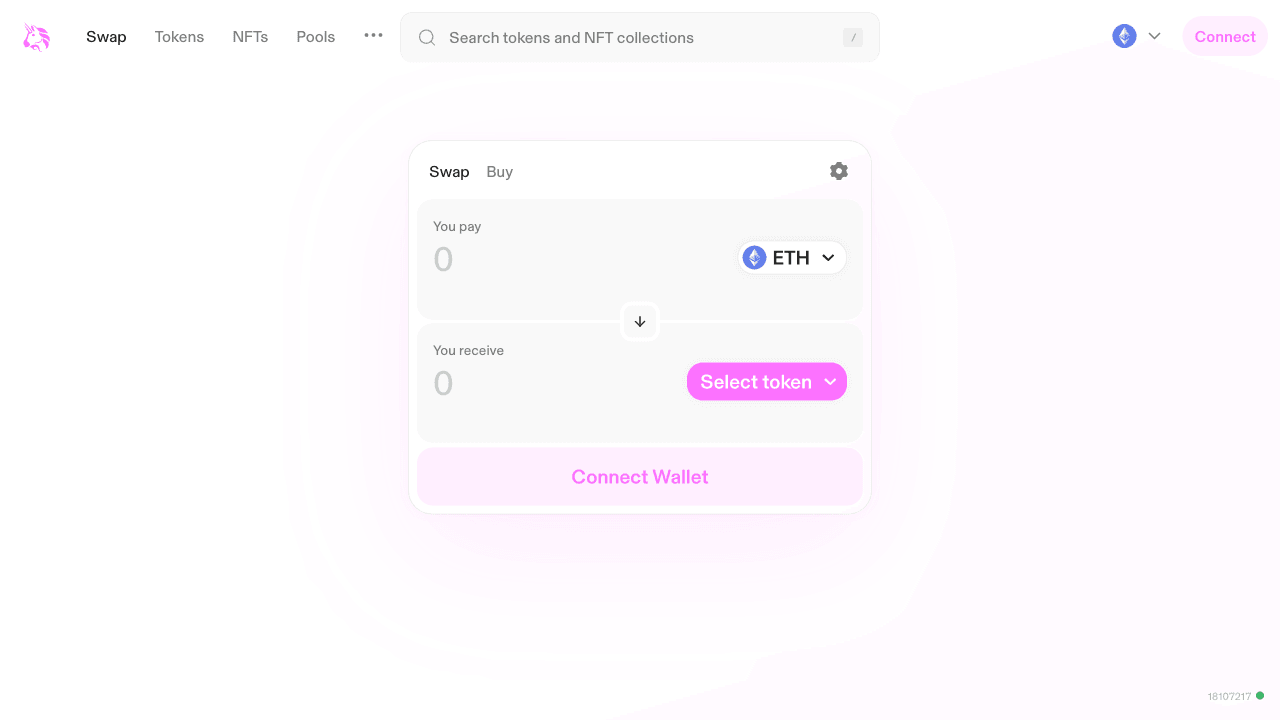 Swap Tokens NFTs Pools ••• Search tokens and NFT collections / Connect
Swap Buy
You pay
0 ETH
You receive
0 Select token
Connect Wallet
18107217